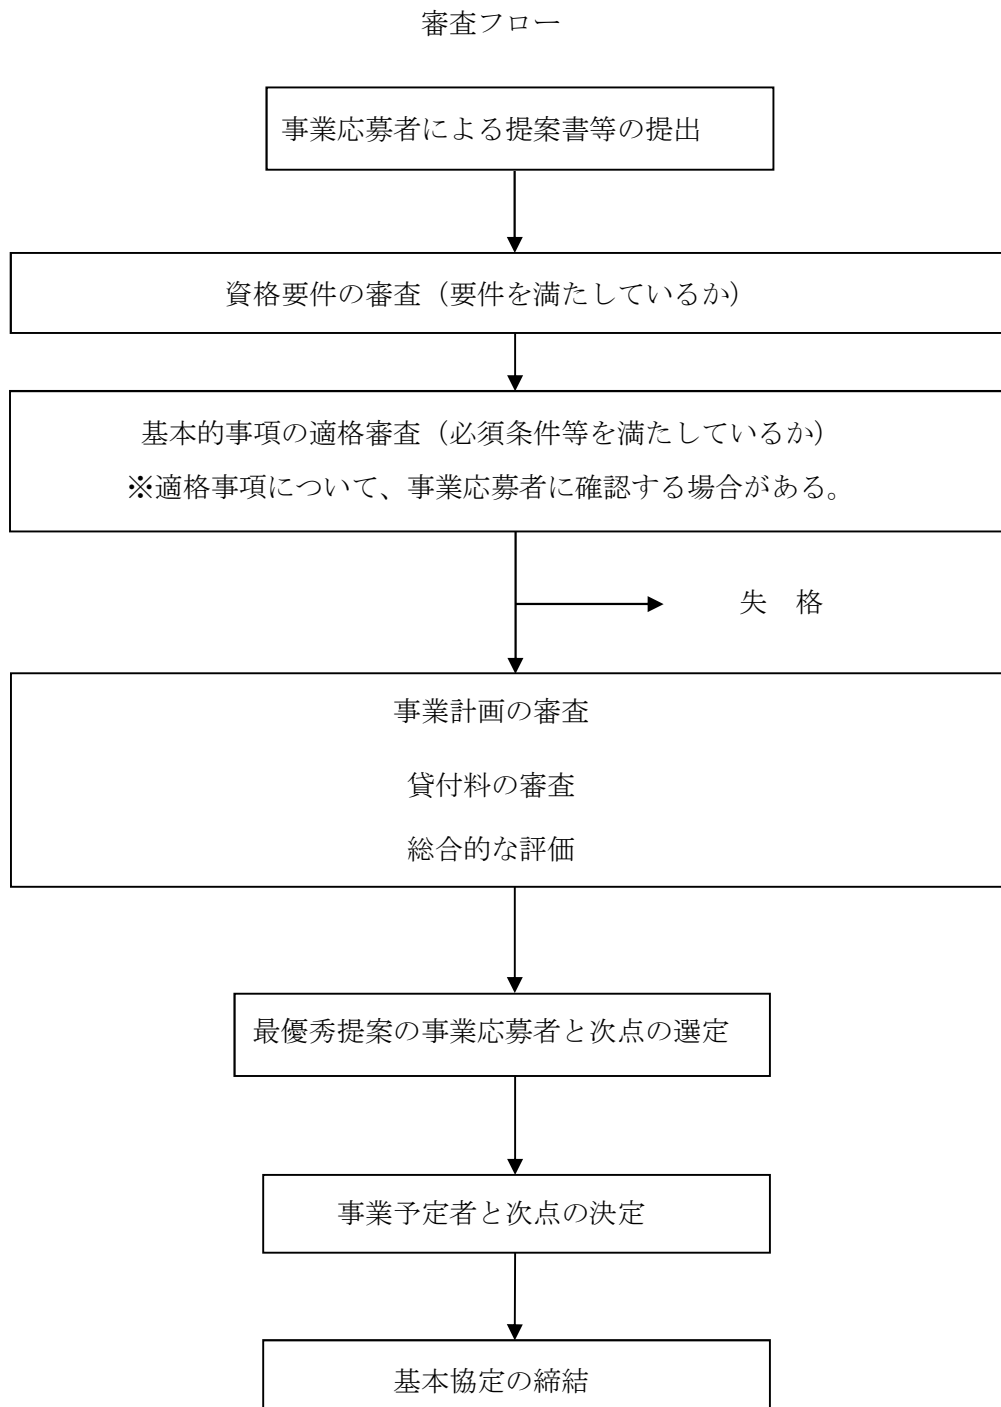 審査フロー
事業応募者による提案書等の提出
資格要件の審査（要件を満たしているか）
基本的事項の適格審査（必須条件等を満たしているか）
※適格事項について、事業応募者に確認する場合がある。
失　格
事業計画の審査
貸付料の審査
総合的な評価
最優秀提案の事業応募者と次点の選定
事業予定者と次点の決定
基本協定の締結